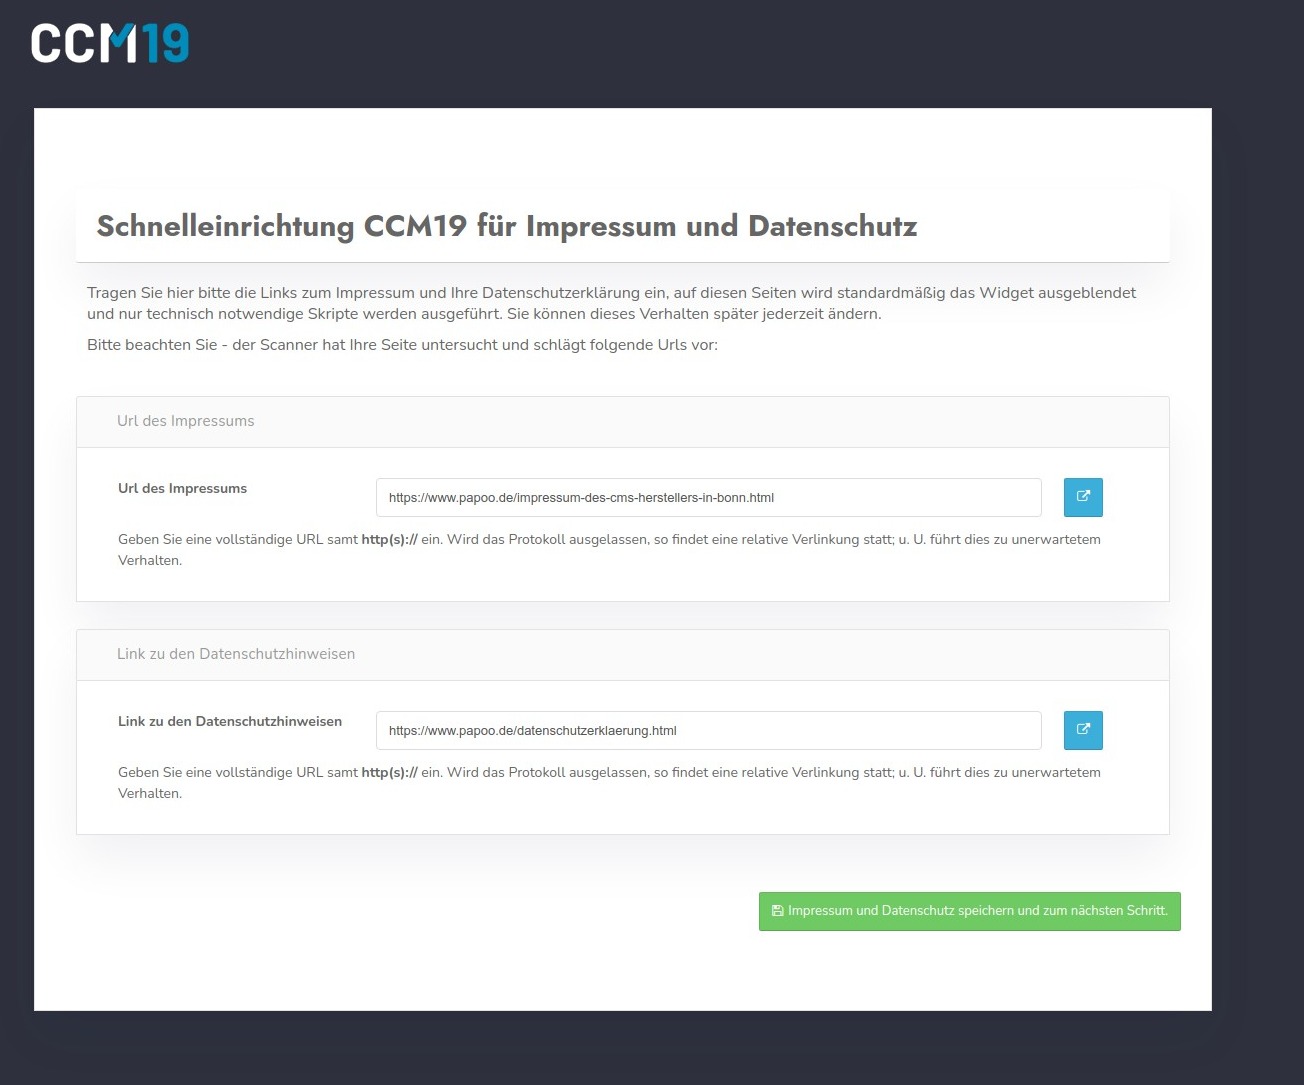 CCM19
Schnelleinrichtung CCM19 für Impressum und Datenschutz
Tragen Sie hier bitte die Links zum Impressum und Ihre Datenschutzerklärung ein, auf diesen Seiten wird standardmäßig das Widget ausgeblendet
und nur technisch notwendige Skripte werden ausgeführt. Sie können dieses Verhalten später jederzeit ändern.
Bitte beachten Sie - der Scanner hat Ihre Seite untersucht und schlägt folgende Urls vor:
Url des Impressums
Url des Impressums
https://www.papoo.de/impressum-des-cms-herstellers-in-bonn.html
Geben Sie eine vollständige URL samt http(s):// ein. Wird das Protokoll ausgelassen, so findet eine relative Verlinkung statt; u. U. führt dies zu unerwartetem
Verhalten.
Link zu den Datenschutzhinweisen
Link zu den Datenschutzhinweisen
https://www.papoo.de/datenschutzerklaerung.html
Geben Sie eine vollständige URL samt http(s):// ein. Wird das Protokoll ausgelassen, so findet eine relative Verlinkung statt; u. U. führt dies zu unerwartetem
Verhalten.
Impressum und Datenschutz speichern und zum nächsten Schritt.